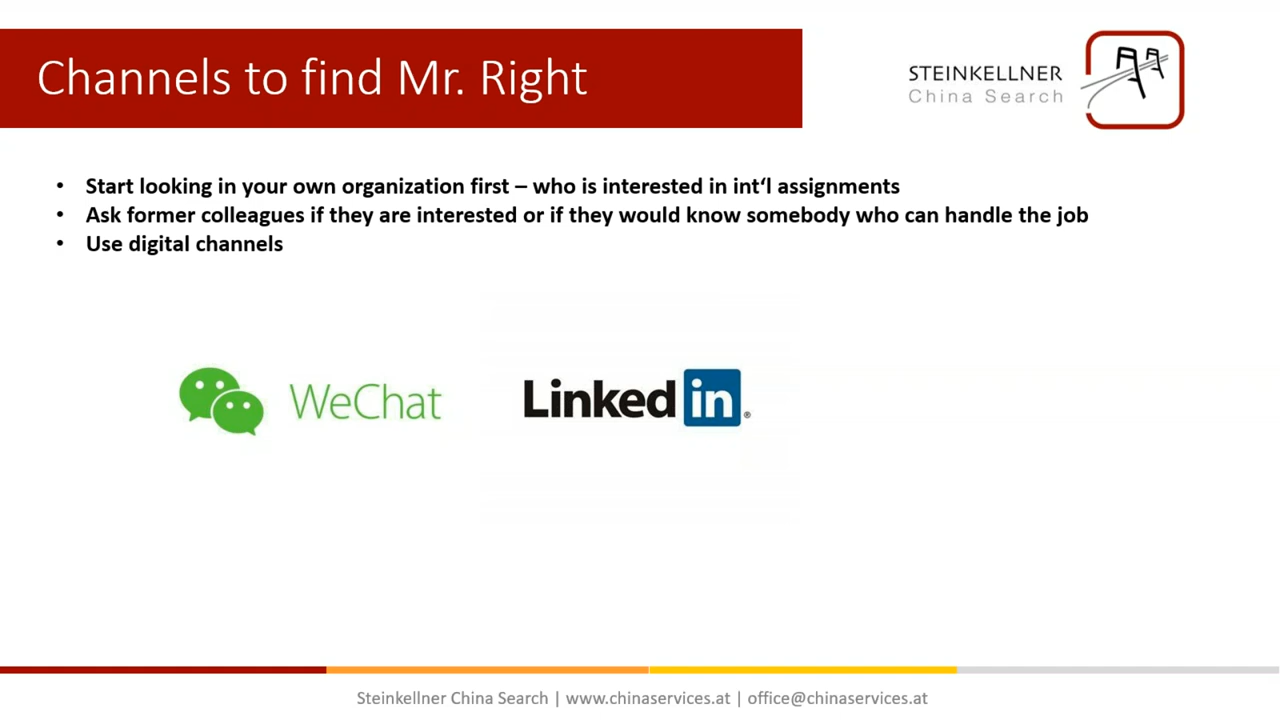 Channels to find Mr. Right
STEINKELLNER
China Search
• Start looking in your own organization first – who is interested in int‘l assignments
• Ask former colleagues if they are interested or if they would know somebody who can handle the job
• Use digital channels
WeChat
Linked in ®
Steinkellner China Search | www.chinaservices.at | office@chinaservices.at